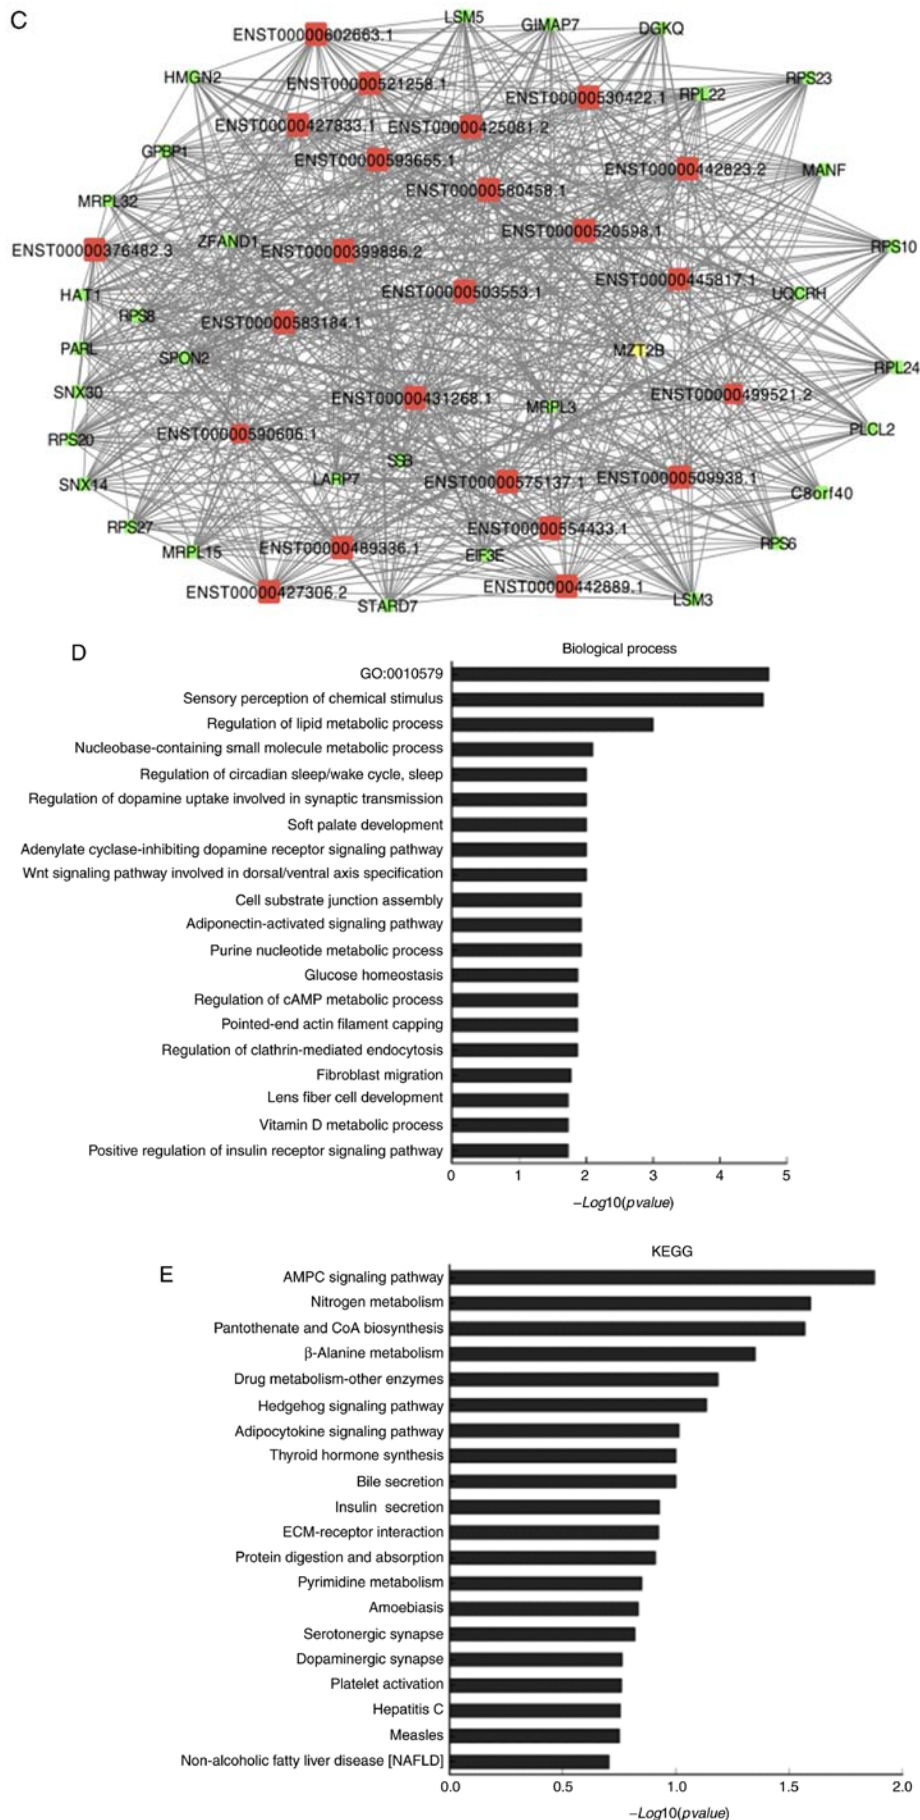 C
LSM5
GIMAP7
DGKQ
ENST00000602663.1
HMGN2
ENST00000521258.1
RPS23
ENST00000530422.1
RPL22
ENST00000427833.1
ENST00000425081.2
GPBP1
ENST00000593655.1
ENST00000442823.2
MANF
ENST00000580458.1
MRPL32
ENST00000520598.1
ZFAND1
ENST00000376482.3
ENST00000399886.2
RPS10
ENST00000445817.1
HAT1
ENST00000503553.1
UQCRH
RPS8
ENST00000583184.1
PARL
SPON2
MZT2B
RPL24
SNX30
ENST00000431268.1
MRPL3
ENST00000499521.2
RPS20
ENST00000590606.1
PLCL2
SSB
SNX14
LARP7
ENST00000575137.1
ENST00000509938.1
C8orf40
RPS27
ENST00000554433.1
MRPL15
ENST00000489336.1
EIF3E
RPS6
ENST00000427306.2
ENST00000442889.1
STARD7
LSM3
D
Biological process
GO:0010579
Sensory perception of chemical stimulus
Regulation of lipid metabolic process
Nucleobase-containing small molecule metabolic process
Regulation of circadian sleep/wake cycle, sleep
Regulation of dopamine uptake involved in synaptic transmission
Soft palate development
Adenylate cyclase-inhibiting dopamine receptor signaling pathway
Wnt signaling pathway involved in dorsal/ventral axis specification
Cell substrate junction assembly
Adiponectin-activated signaling pathway
Purine nucleotide metabolic process
Glucose homeostasis
Regulation of cAMP metabolic process
Pointed-end actin filament capping
Regulation of clathrin-mediated endocytosis
Fibroblast migration
Lens fiber cell development
Vitamin D metabolic process
Positive regulation of insulin receptor signaling pathway
0 1 2 3 4 5
−Log10(pvalue)
E
KEGG
AMPC signaling pathway
Nitrogen metabolism
Pantothenate and CoA biosynthesis
β-Alanine metabolism
Drug metabolism-other enzymes
Hedgehog signaling pathway
Adipocytokine signaling pathway
Thyroid hormone synthesis
Bile secretion
Insulin secretion
ECM-receptor interaction
Protein digestion and absorption
Pyrimidine metabolism
Amoebiasis
Serotonergic synapse
Dopaminergic synapse
Platelet activation
Hepatitis C
Measles
Non-alcoholic fatty liver disease [NAFLD]
0.0 0.5 1.0 1.5 2.0
−Log10(pvalue)